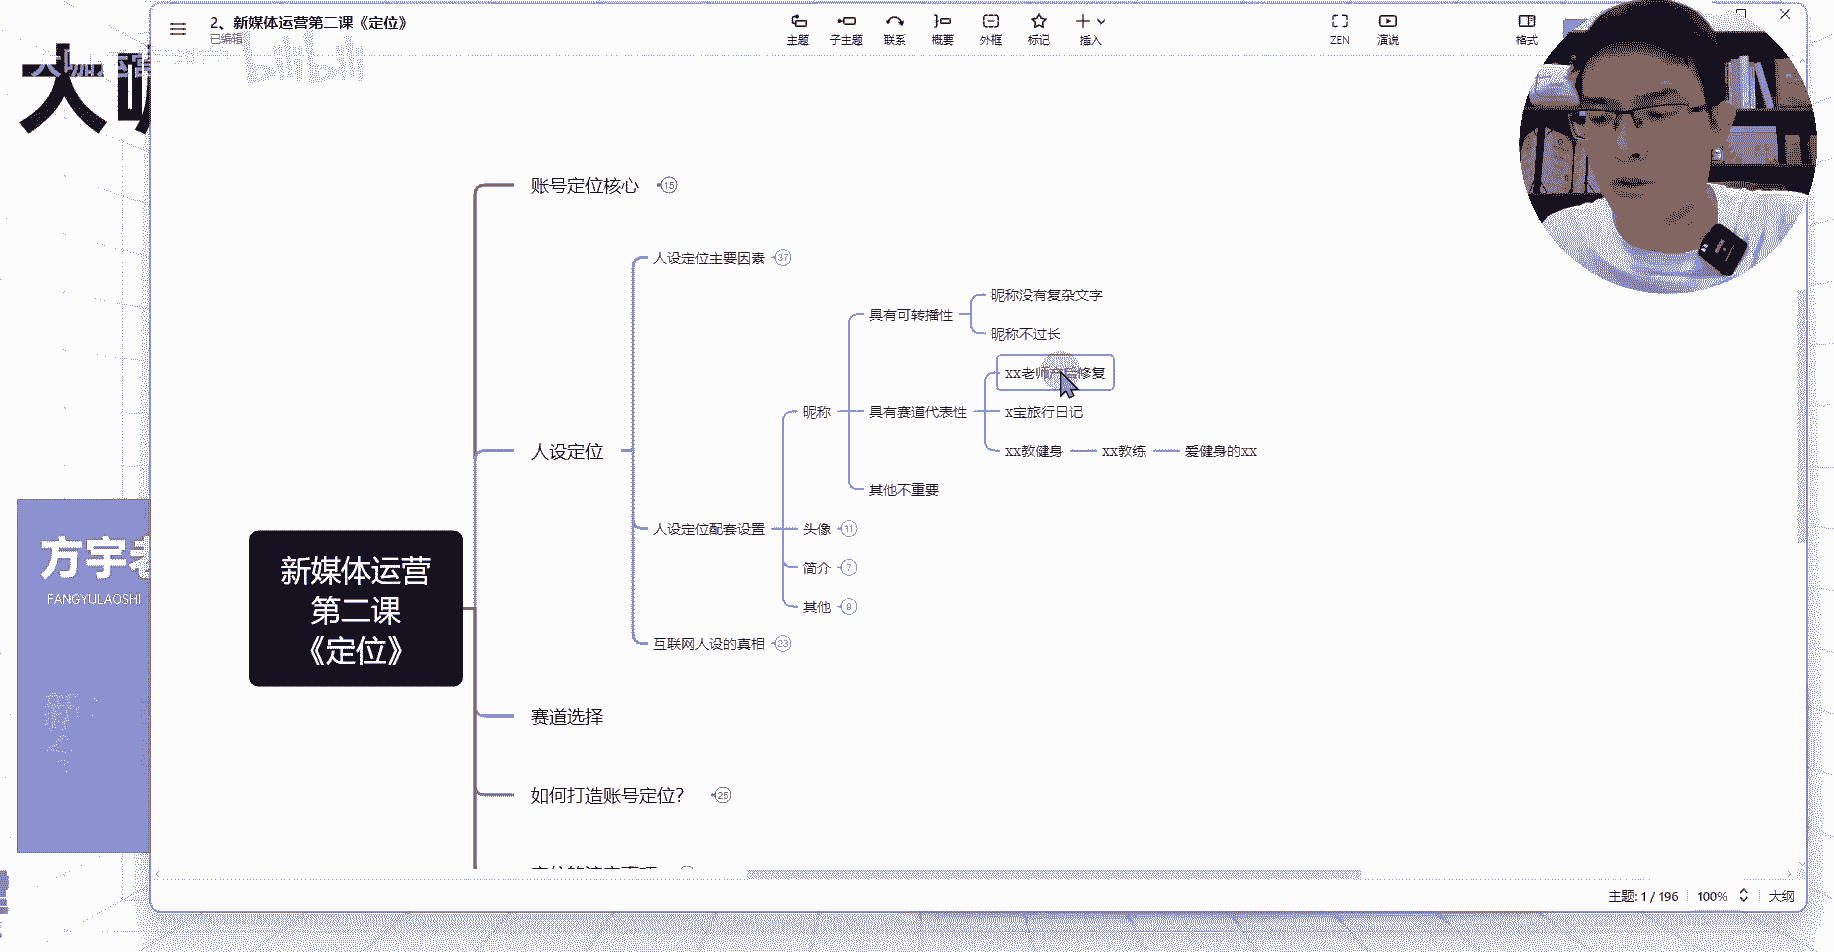 2、新媒体运营第二课《定位》
已编辑
主题
子主题
联系
概要
外框
标记
插入
ZEN
演说
格式
bilibili
大咖运营
大咖
账号定位核心 15
人设定位主要因素 37
昵称没有复杂文字
具有可转播性
昵称不过长
xx老师产后修复
昵称
具有赛道代表性
x宝旅行日记
人设定位
xx教健身
xx教练
爱健身的xx
其他不重要
人设定位配套设置
头像 11
简介 7
其他 9
互联网人设的真相 23
新媒体运营
第二课
《定位》
方宇老
FANGYULAOSHI
赛道选择
如何打造账号定位？ 25
主题: 1 / 196
100%
大纲